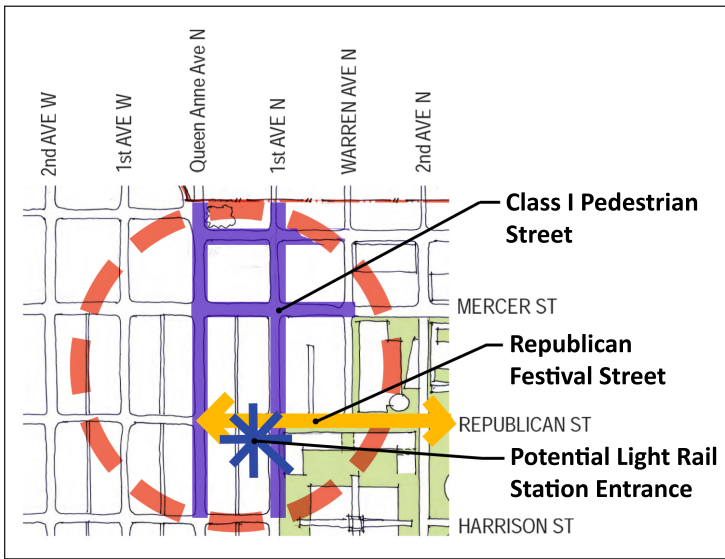 2nd AVE W
1st AVE W
Queen Anne Ave N
1st AVE N
WARREN AVE N
2nd AVE N
Class I Pedestrian
Street
MERCER ST
Republican
Festival Street
REPUBLICAN ST
Potential Light Rail
Station Entrance
HARRISON ST